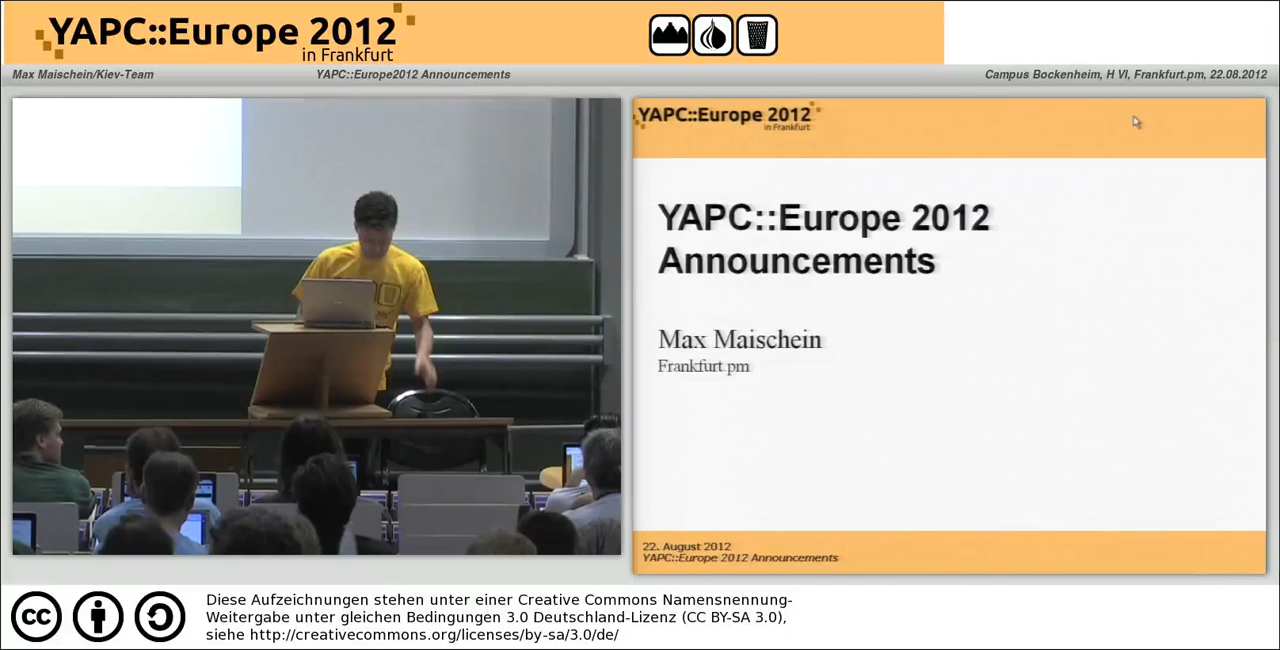 YAPC::Europe 2012
in Frankfurt
Max Maischein/Kiev-Team
YAPC::Europe2012 Announcements
Campus Bockenheim, H VI, Frankfurt.pm, 22.08.2012
YAPC::Europe 2012
in Frankfurt
YAPC::Europe 2012
Announcements
Max Maischein
Frankfurt.pm
22. August 2012
YAPC::Europe 2012 Announcements
cc
Diese Aufzeichnungen stehen unter einer Creative Commons Namensnennung-
Weitergabe unter gleichen Bedingungen 3.0 Deutschland-Lizenz (CC BY-SA 3.0),
siehe http://creativecommons.org/licenses/by-sa/3.0/de/